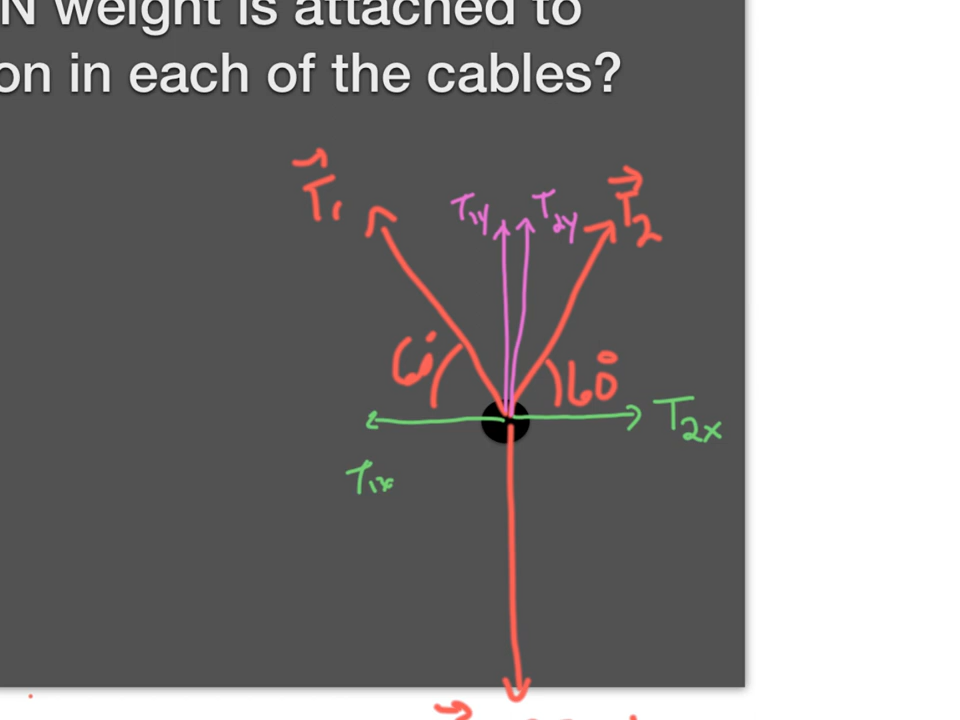 N weight is attached to
on in each of the cables?
T₁ T₁y T₂y T₂
60° 60°
T₂x
T₁x